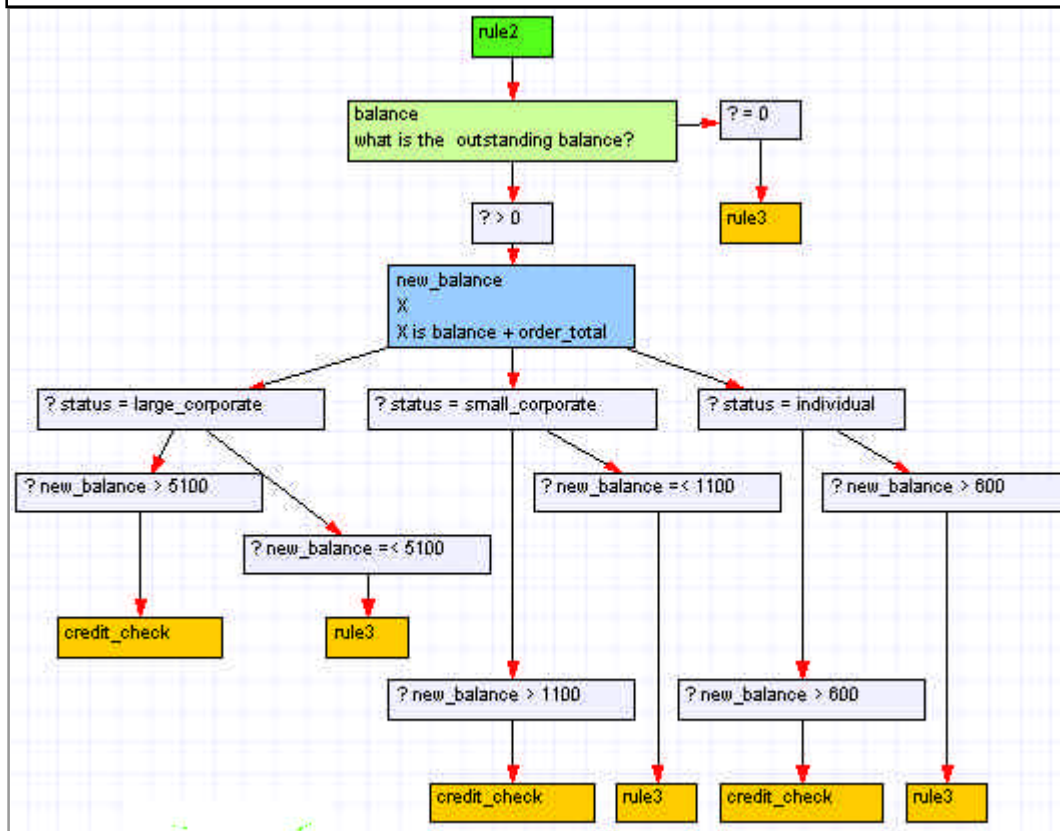 rule2
balance
what is the outstanding balance?
? = 0
? > 0
rule3
new_balance
X
X is balance + order_total
? status = large_corporate
? status = small_corporate
? status = individual
? new_balance > 5100
? new_balance =< 1100
? new_balance > 600
? new_balance =< 5100
credit_check
rule3
? new_balance > 1100
? new_balance > 600
credit_check
rule3
credit_check
rule3